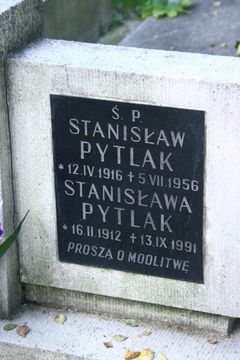 Ś. P.
STANISŁAW
PYTLAK
* 12.IV.1916 + 5.VII.1956
STANISŁAWA
PYTLAK
* 16.II.1912 + 13.IX.1991
PROSZĄ O MODLITWĘ